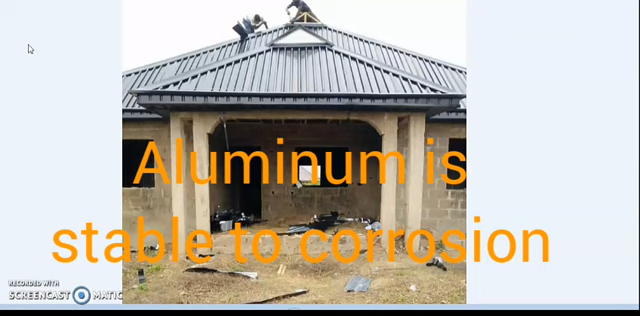 Aluminum is
stable to corrosion
RECORDED WITH
SCREENCAST MATIC